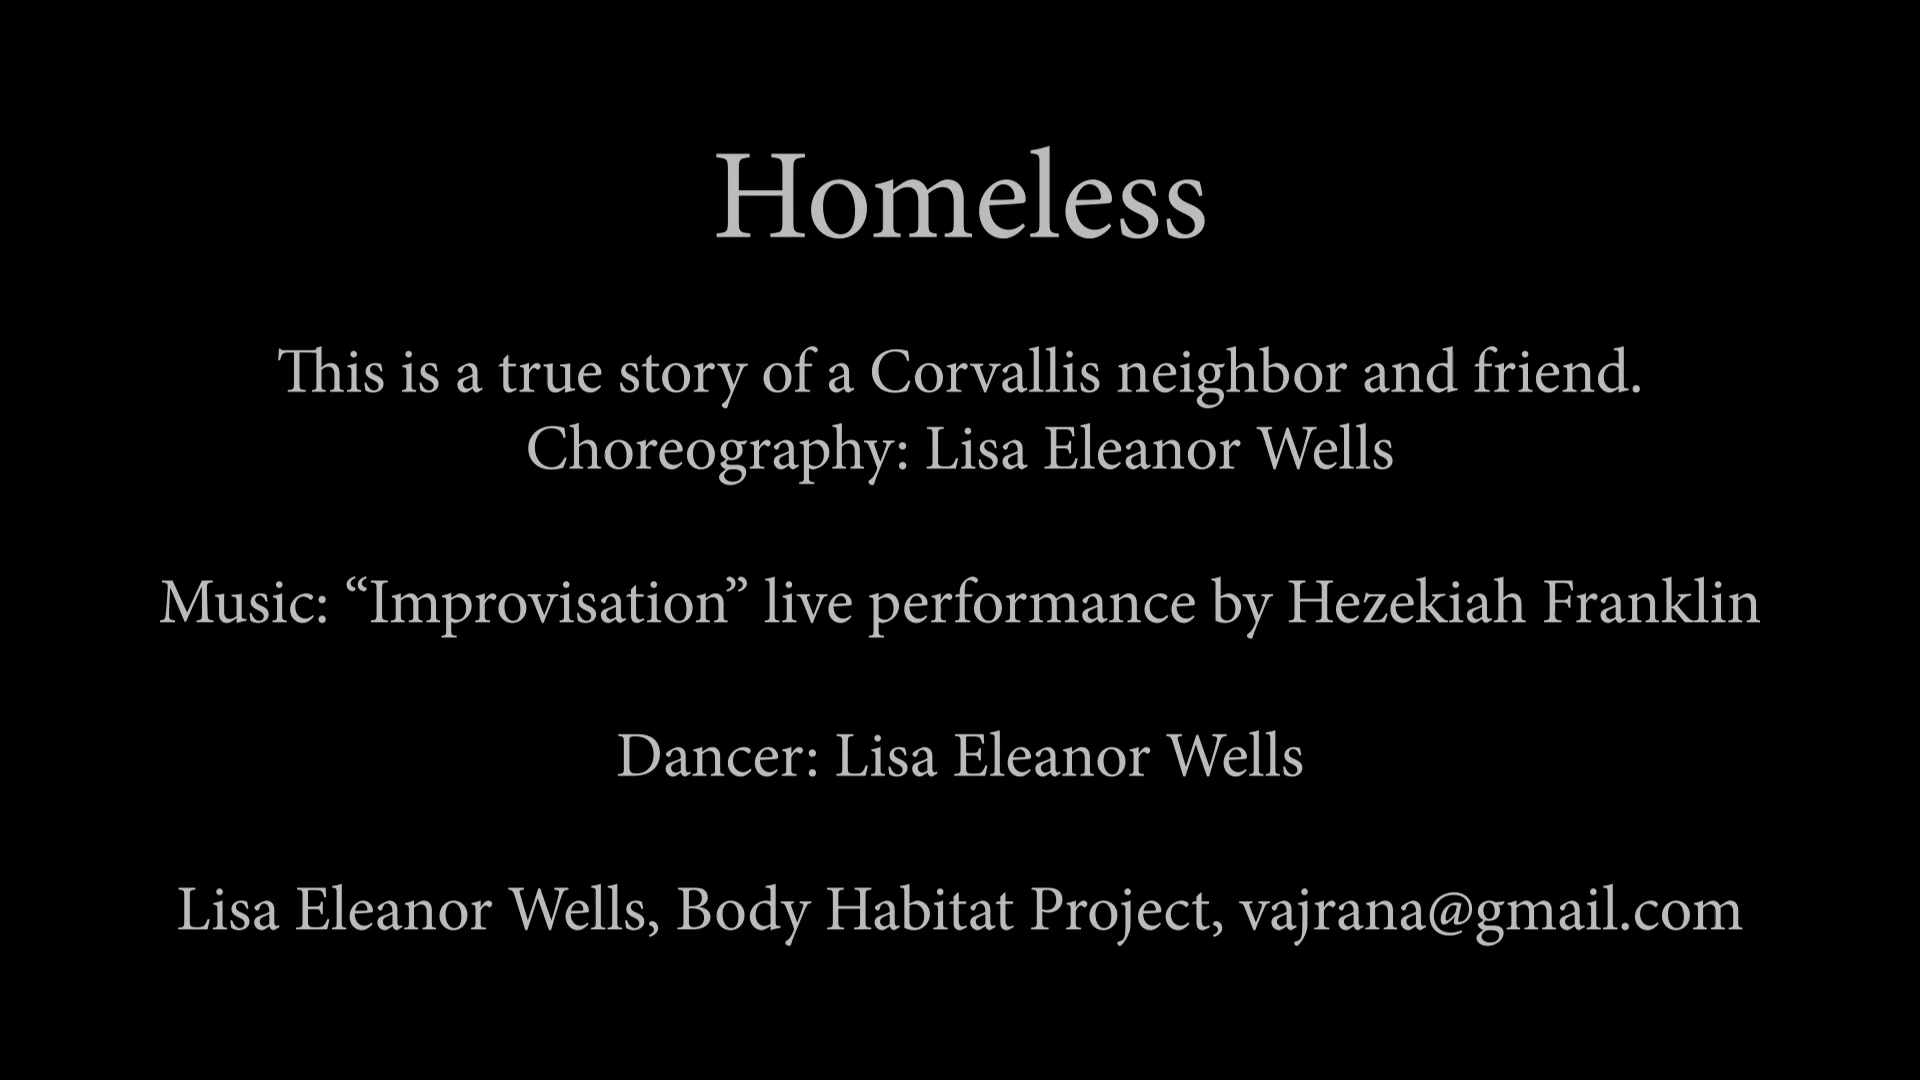 Homeless
This is a true story of a Corvallis neighbor and friend.
Choreography: Lisa Eleanor Wells
Music: “Improvisation” live performance by Hezekiah Franklin
Dancer: Lisa Eleanor Wells
Lisa Eleanor Wells, Body Habitat Project, vajrana@gmail.com